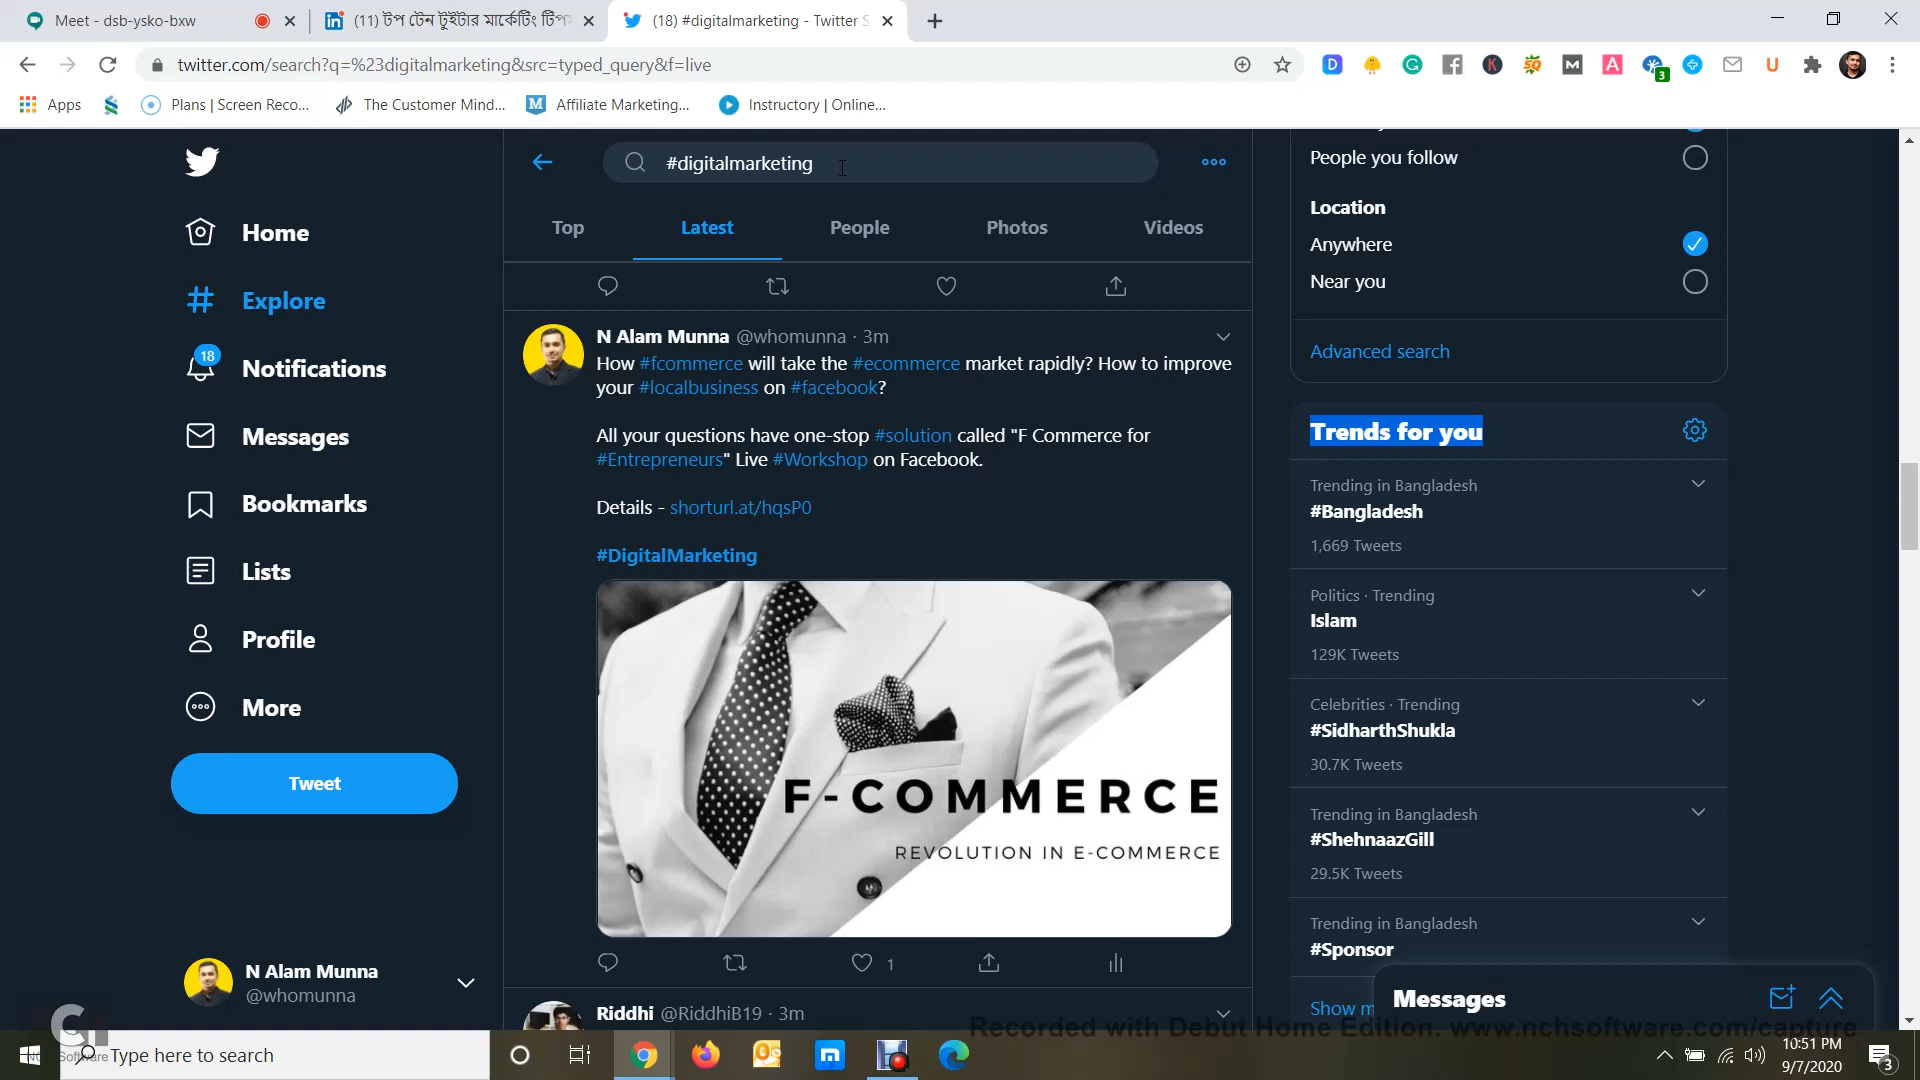 Meet - dsb-ysko-bxw
(11) টপ টেন টুইটার মার্কেটিং টিপস
(18) #digitalmarketing - Twitter S
twitter.com/search?q=%23digitalmarketing&src=typed_query&f=live
Apps
Plans | Screen Reco...
The Customer Mind...
Affiliate Marketing...
Instructory | Online...
#digitalmarketing
Top
Latest
People
Photos
Videos
Home
Explore
18
Notifications
Messages
Bookmarks
Lists
Profile
More
Tweet
N Alam Munna
@whomunna
N Alam Munna @whomunna · 3m
How #fcommerce will take the #ecommerce market rapidly? How to improve
your #localbusiness on #facebook?
All your questions have one-stop #solution called "F Commerce for
#Entrepreneurs" Live #Workshop on Facebook.
Details - shorturl.at/hqsP0
#DigitalMarketing
F-COMMERCE
REVOLUTION IN E-COMMERCE
1
Riddhi @RiddhiB19 · 3m
People you follow
Location
Anywhere
Near you
Advanced search
Trends for you
Trending in Bangladesh
#Bangladesh
1,669 Tweets
Politics · Trending
Islam
129K Tweets
Celebrities · Trending
#SidharthShukla
30.7K Tweets
Trending in Bangladesh
#ShehnaazGill
29.5K Tweets
Trending in Bangladesh
#Sponsor
Show m
Messages
Recorded with Debut Home Edition. www.nchsoftware.com/capture
NCH Software
Type here to search
10:51 PM
9/7/2020
3